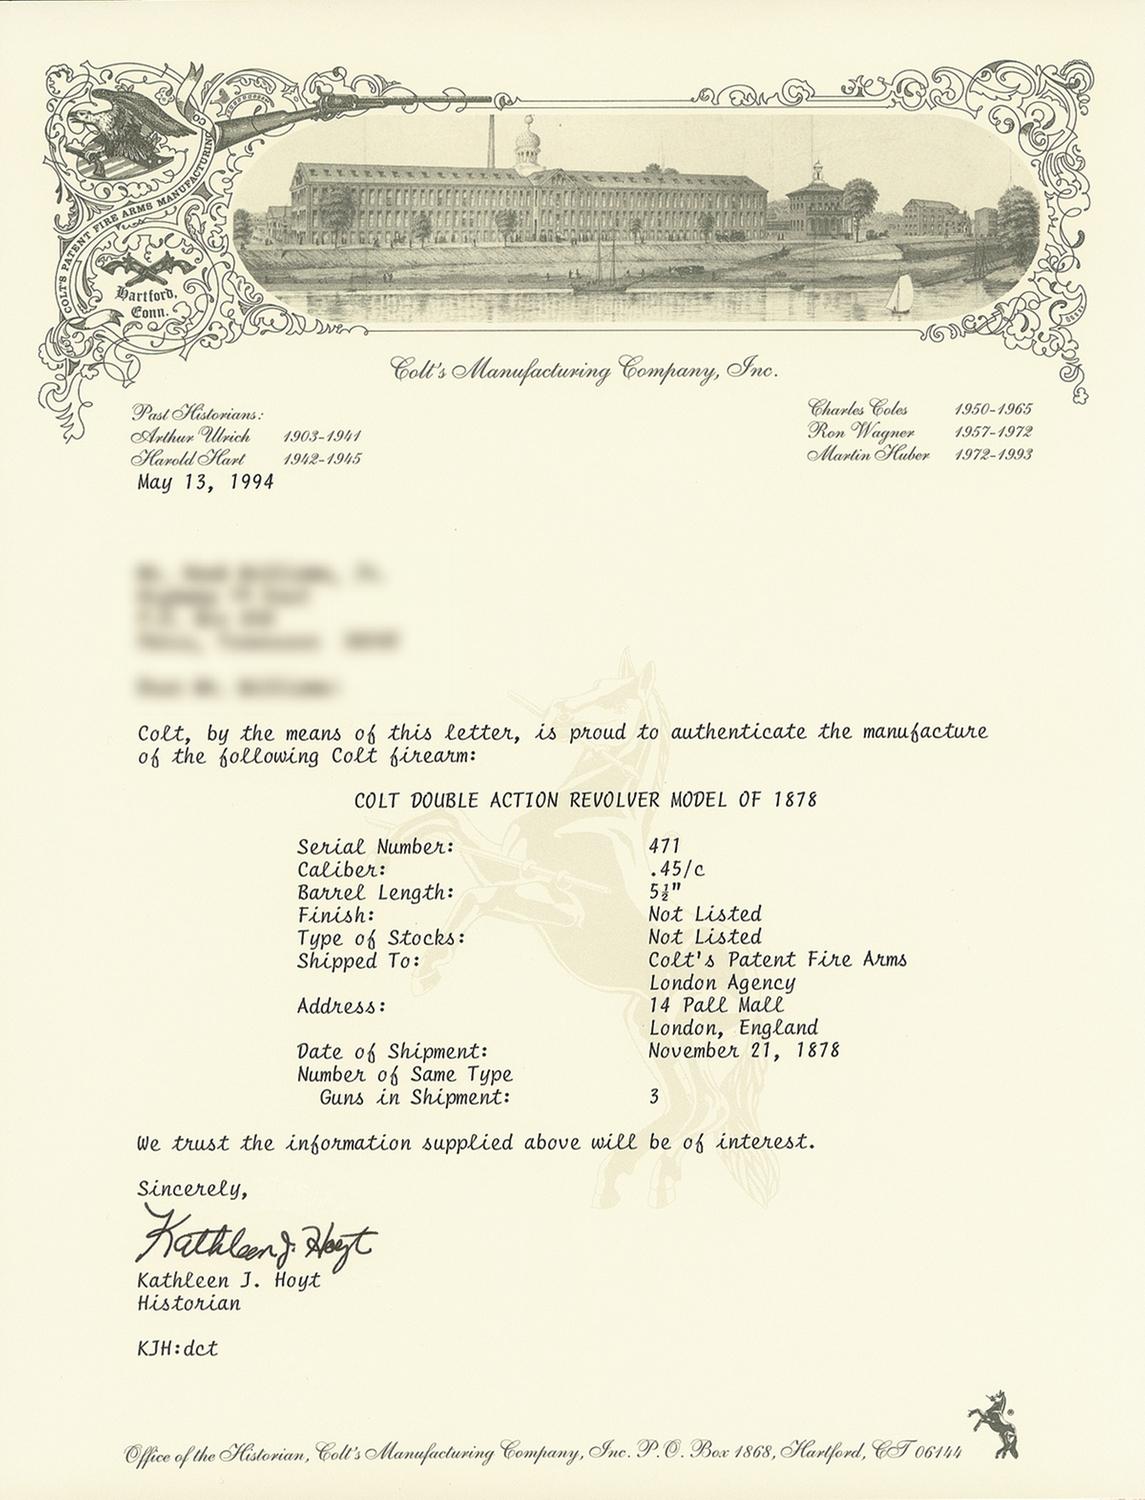 COLT'S PATENT FIRE ARMS MANUFACTURING CO
Hartford,
Conn.
Colt's Manufacturing Company, Inc.
Past Historians:
Arthur Ulrich 1903-1941
Harold Hart 1942-1945
Charles Coles 1950-1965
Ron Wagner 1957-1972
Martin Huber 1972-1993
May 13, 1994
Colt, by the means of this letter, is proud to authenticate the manufacture
of the following Colt firearm:
COLT DOUBLE ACTION REVOLVER MODEL OF 1878
Serial Number: 471
Caliber: .45/c
Barrel Length: 5½"
Finish: Not Listed
Type of Stocks: Not Listed
Shipped To: Colt's Patent Fire Arms
London Agency
Address: 14 Pall Mall
London, England
Date of Shipment: November 21, 1878
Number of Same Type
Guns in Shipment: 3
We trust the information supplied above will be of interest.
Sincerely,
Kathleen J. Hoyt
Kathleen J. Hoyt
Historian
KJH:dct
®
Office of the Historian, Colt's Manufacturing Company, Inc. P.O. Box 1868, Hartford, CT 06144